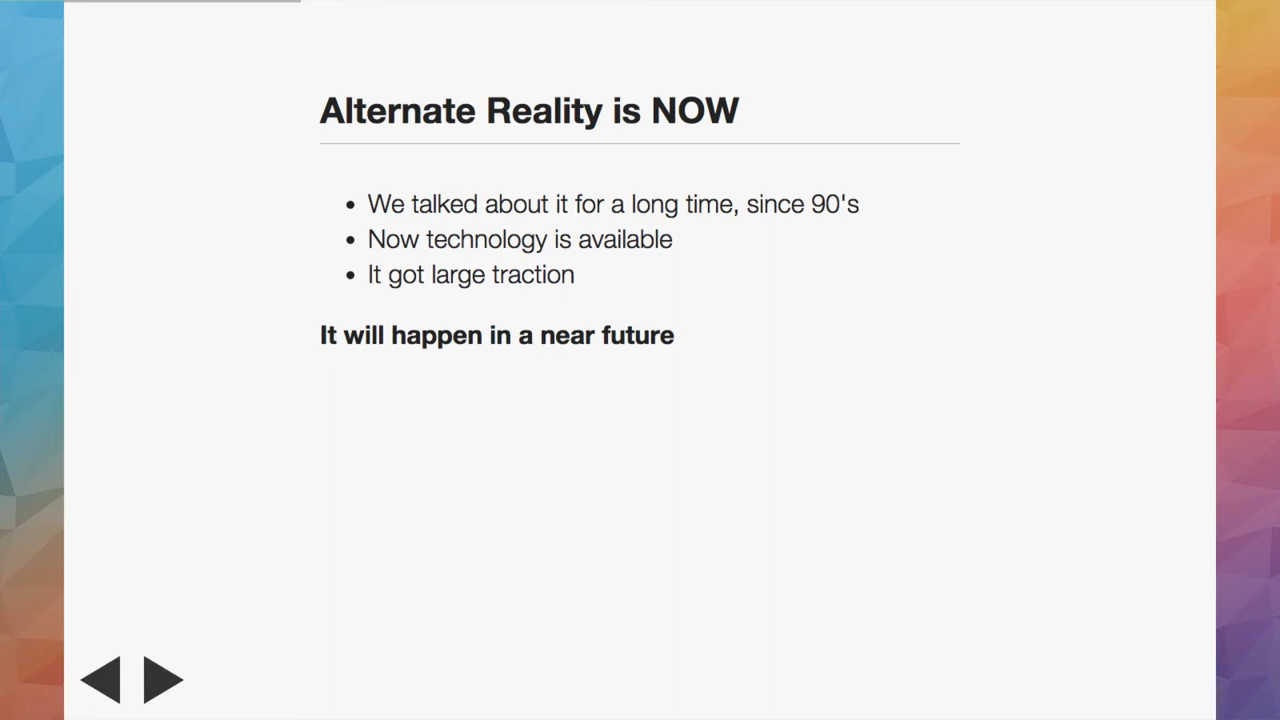 Alternate Reality is NOW
• We talked about it for a long time, since 90's
• Now technology is available
• It got large traction
It will happen in a near future